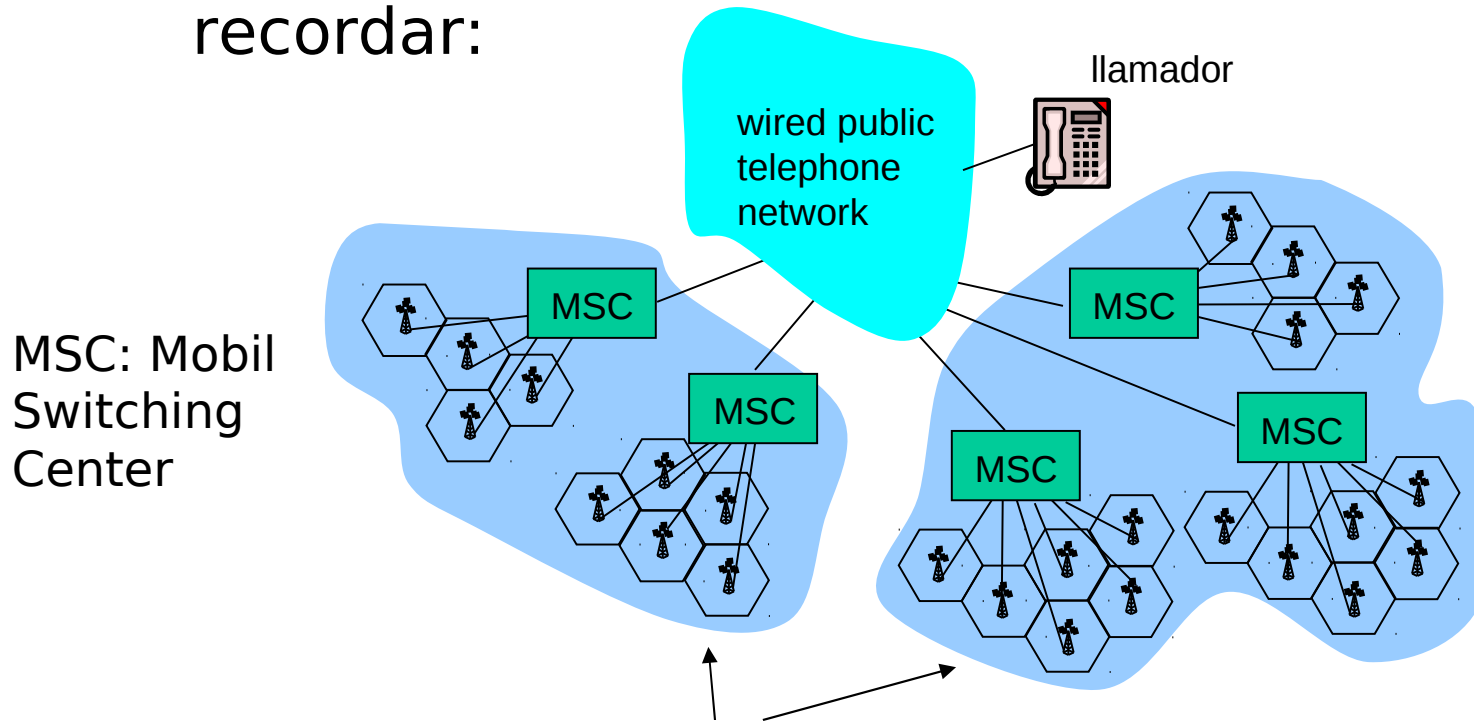 recordar:
llamador
wired public
telephone
network
MSC
MSC
MSC: Mobil
Switching
Center
MSC
MSC
MSC